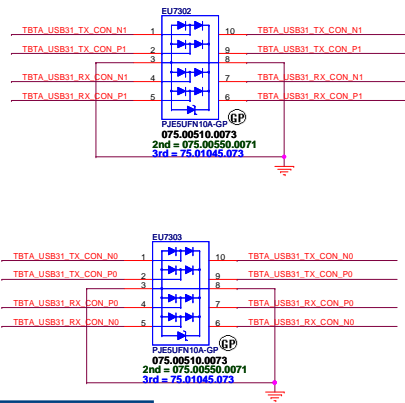 EU7302
TBTA_USB31_TX_CON_N1 1 10 TBTA_USB31_TX_CON_N1
TBTA_USB31_TX_CON_P1 2 9 TBTA_USB31_TX_CON_P1
3 8
TBTA_USB31_RX_CON_N1 4 7 TBTA_USB31_RX_CON_N1
TBTA_USB31_RX_CON_P1 5 6 TBTA_USB31_RX_CON_P1
GP
PJE5UFN10A-GP
075.00510.0073
2nd = 075.00550.0071
3rd = 75.01045.073
EU7303
TBTA_USB31_TX_CON_N0 1 10 TBTA_USB31_TX_CON_N0
TBTA_USB31_TX_CON_P0 2 9 TBTA_USB31_TX_CON_P0
3 8
TBTA_USB31_RX_CON_P0 4 7 TBTA_USB31_RX_CON_P0
TBTA_USB31_RX_CON_N0 5 6 TBTA_USB31_RX_CON_N0
GP
PJE5UFN10A-GP
075.00510.0073
2nd = 075.00550.0071
3rd = 75.01045.073